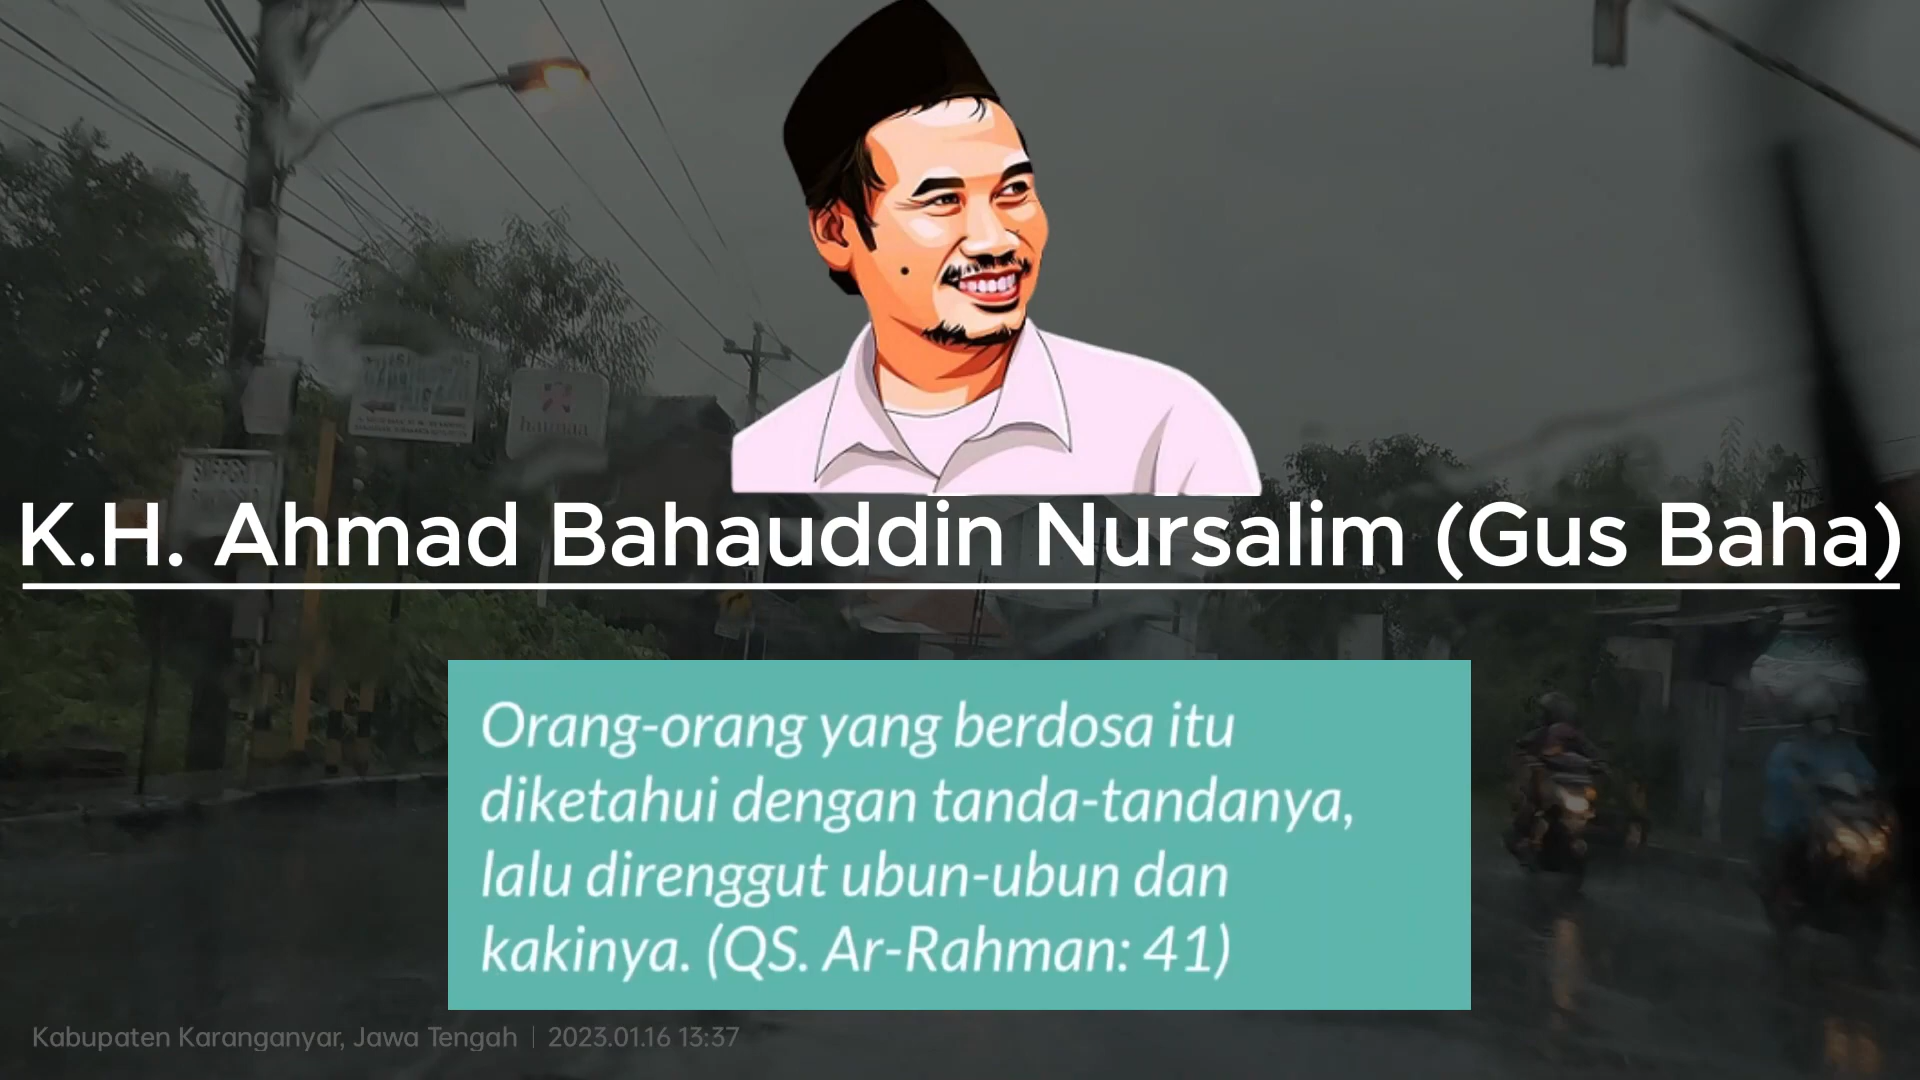 K.H. Ahmad Bahauddin Nursalim (Gus Baha)
Orang-orang yang berdosa itu
diketahui dengan tanda-tandanya,
lalu direnggut ubun-ubun dan
kakinya. (QS. Ar-Rahman: 41)
Kabupaten Karanganyar, Jawa Tengah | 2023.01.16 13:37